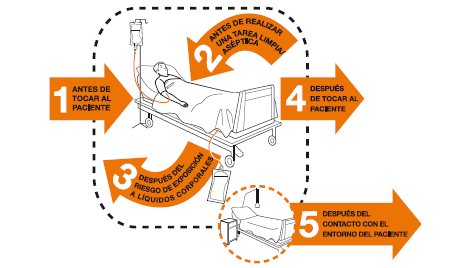 1
ANTES DE
TOCAR AL
PACIENTE
2
ANTES DE REALIZAR
UNA TAREA LIMPIA/
ASÉPTICA
3
DESPUÉS DEL
RIESGO DE EXPOSICIÓN
A LÍQUIDOS CORPORALES
4
DESPUÉS
DE TOCAR AL
PACIENTE
5
DESPUÉS DEL
CONTACTO CON EL
ENTORNO DEL PACIENTE